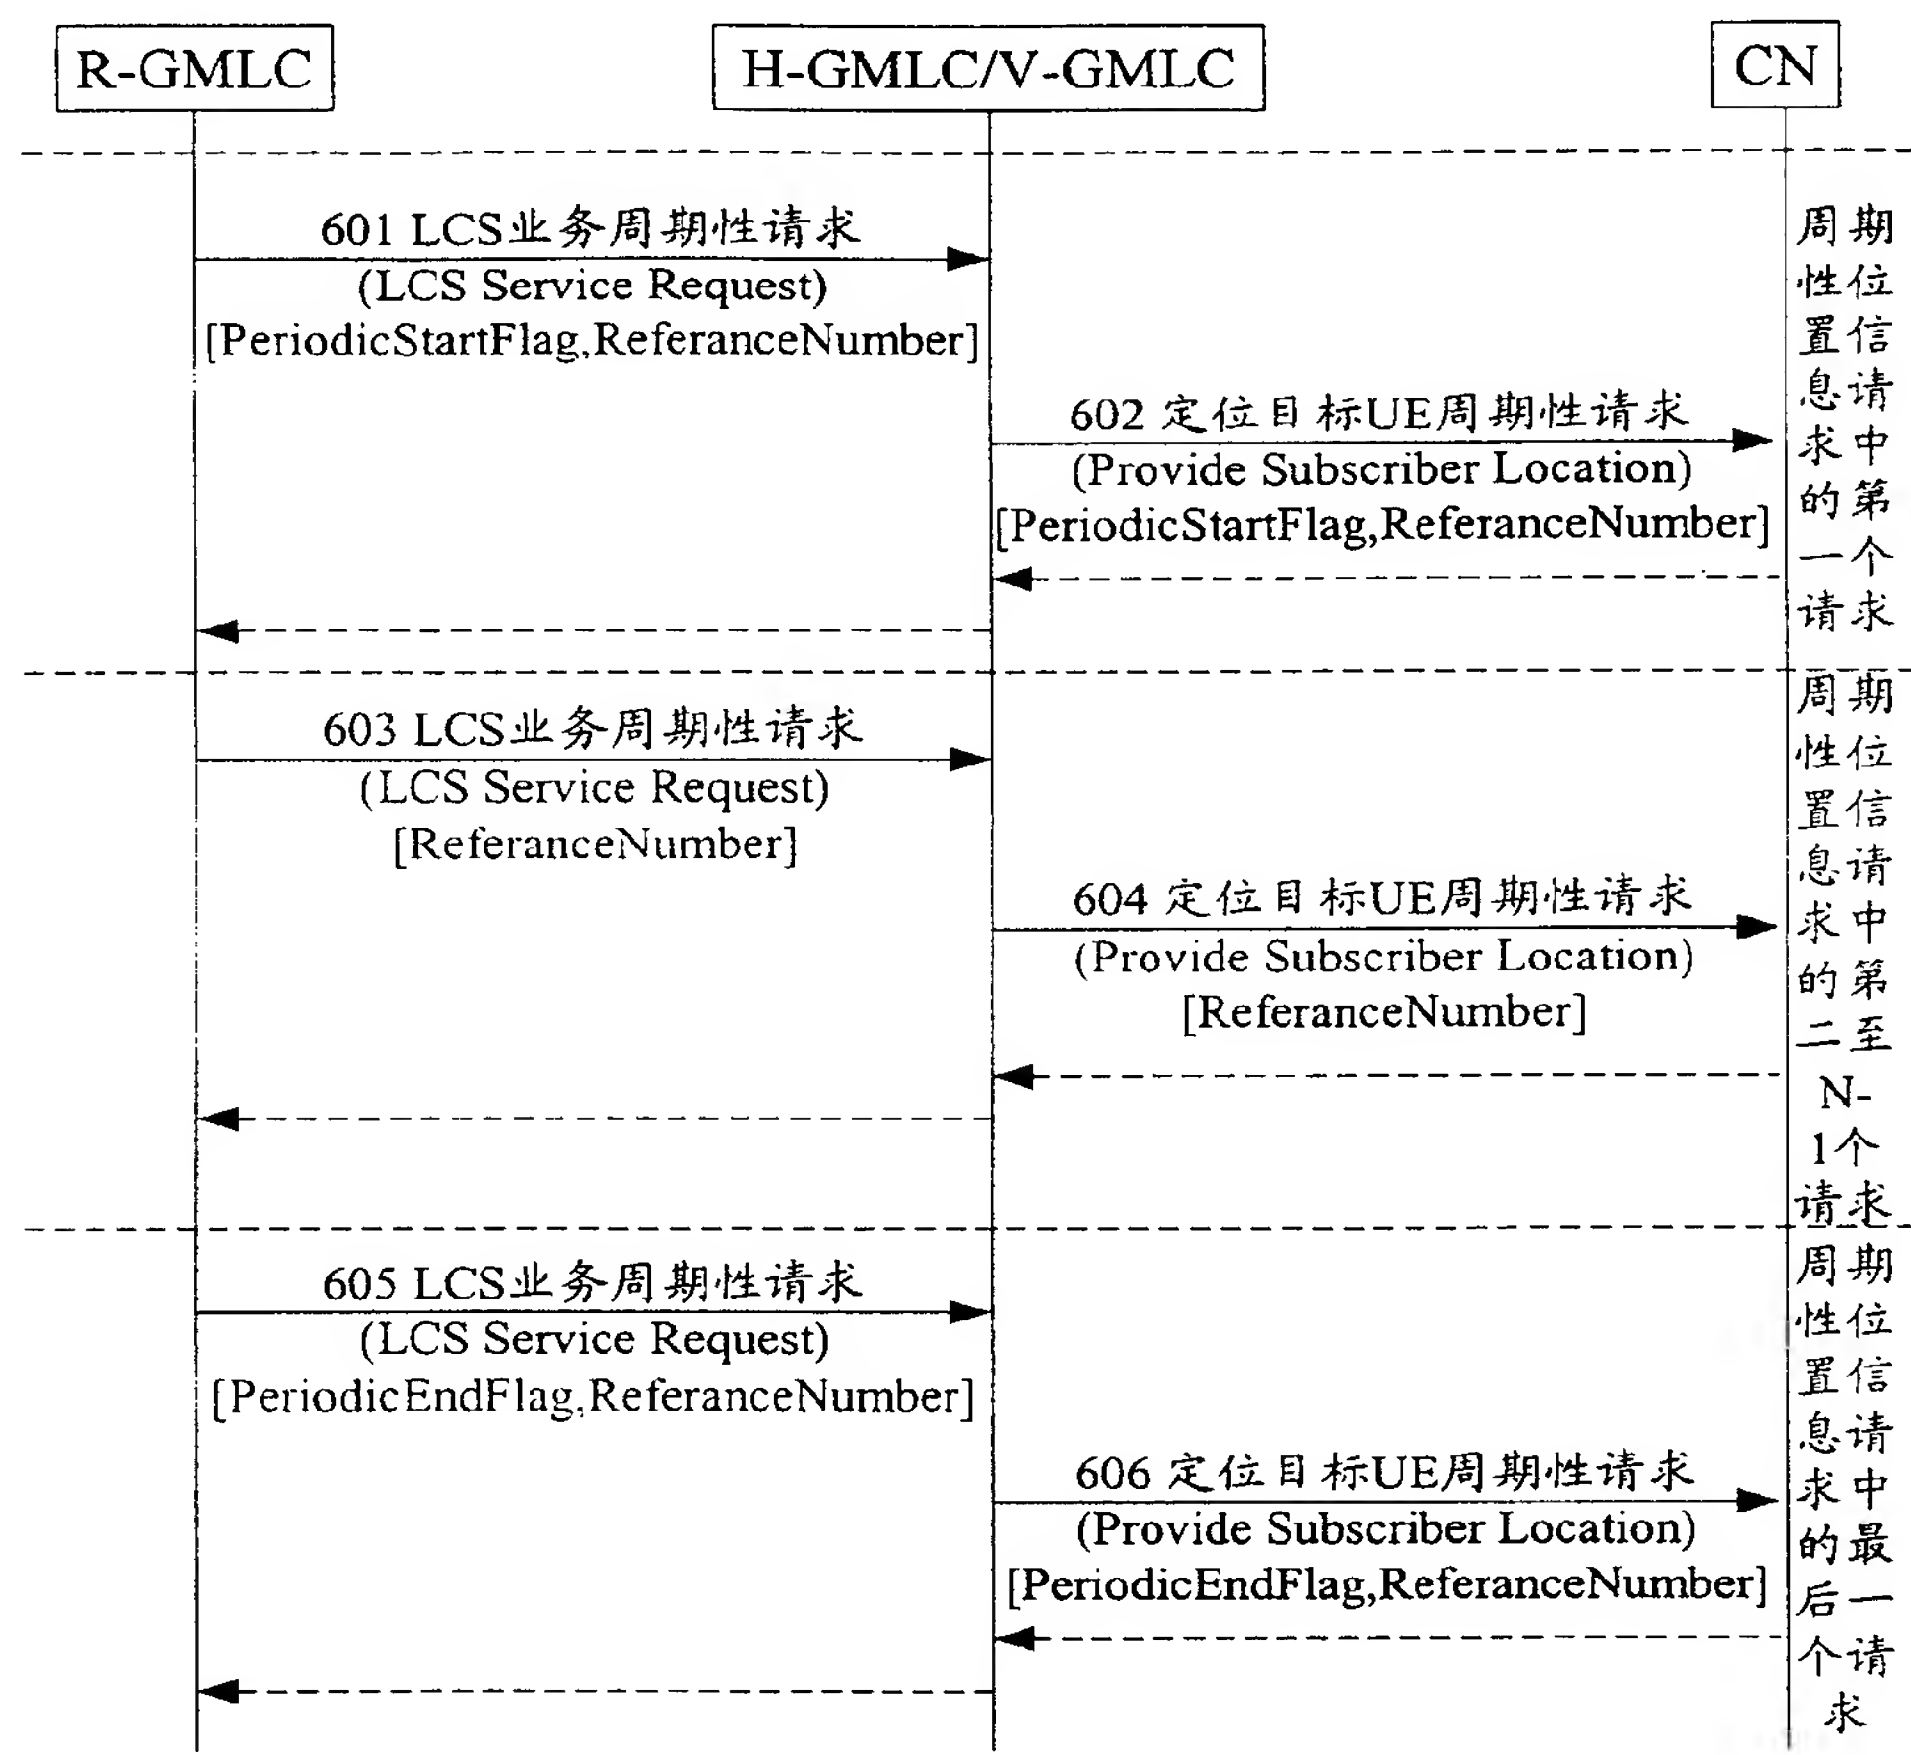 R-GMLC
H-GMLC/V-GMLC
CN
601 LCS业务周期性请求
(LCS Service Request)
[PeriodicStartFlag,ReferanceNumber]
602 定位目标UE周期性请求
(Provide Subscriber Location)
[PeriodicStartFlag,ReferanceNumber]
周期
性位
置信
息请
求中
的第
一个
请求
603 LCS业务周期性请求
(LCS Service Request)
[ReferanceNumber]
604 定位目标UE周期性请求
(Provide Subscriber Location)
[ReferanceNumber]
周期
性位
置信
息请
求中
的第
二至
N-
1个
请求
605 LCS业务周期性请求
(LCS Service Request)
[PeriodicEndFlag,ReferanceNumber]
606 定位目标UE周期性请求
(Provide Subscriber Location)
[PeriodicEndFlag,ReferanceNumber]
周期
性位
置信
息请
求中
的最
后一
个请
求